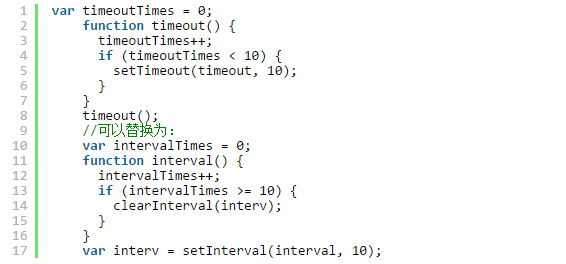 1 var timeoutTimes = 0;
2 function timeout() {
3 timeoutTimes++;
4 if (timeoutTimes < 10) {
5 setTimeout(timeout, 10);
6 }
7 }
8 timeout();
9 //可以替换为：
10 var intervalTimes = 0;
11 function interval() {
12 intervalTimes++;
13 if (intervalTimes >= 10) {
14 clearInterval(interv);
15 }
16 }
17 var interv = setInterval(interval, 10);